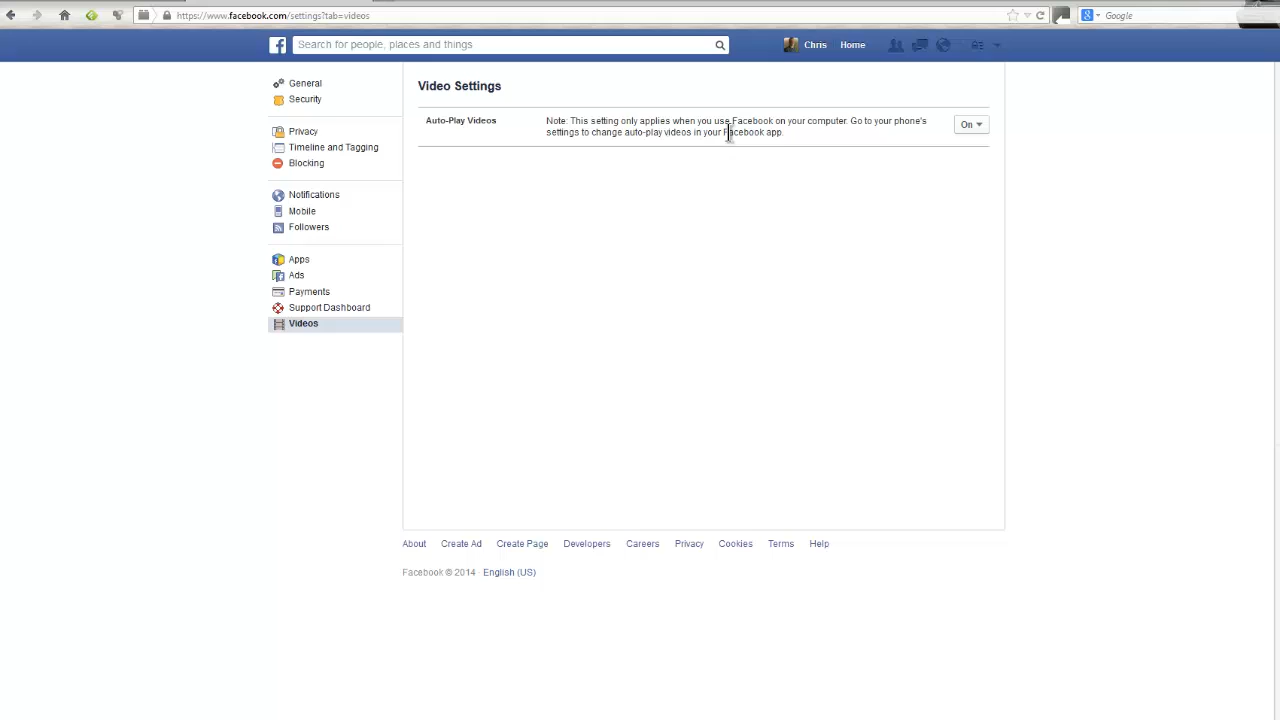 https://www.facebook.com/settings?tab=videos
Google
Search for people, places and things
Chris
Home
General
Security
Privacy
Timeline and Tagging
Blocking
Notifications
Mobile
Followers
Apps
Ads
Payments
Support Dashboard
Videos
Video Settings
Auto-Play Videos
Note: This setting only applies when you use Facebook on your computer. Go to your phone's
settings to change auto-play videos in your Facebook app.
On
About Create Ad Create Page Developers Careers Privacy Cookies Terms Help
Facebook © 2014 · English (US)